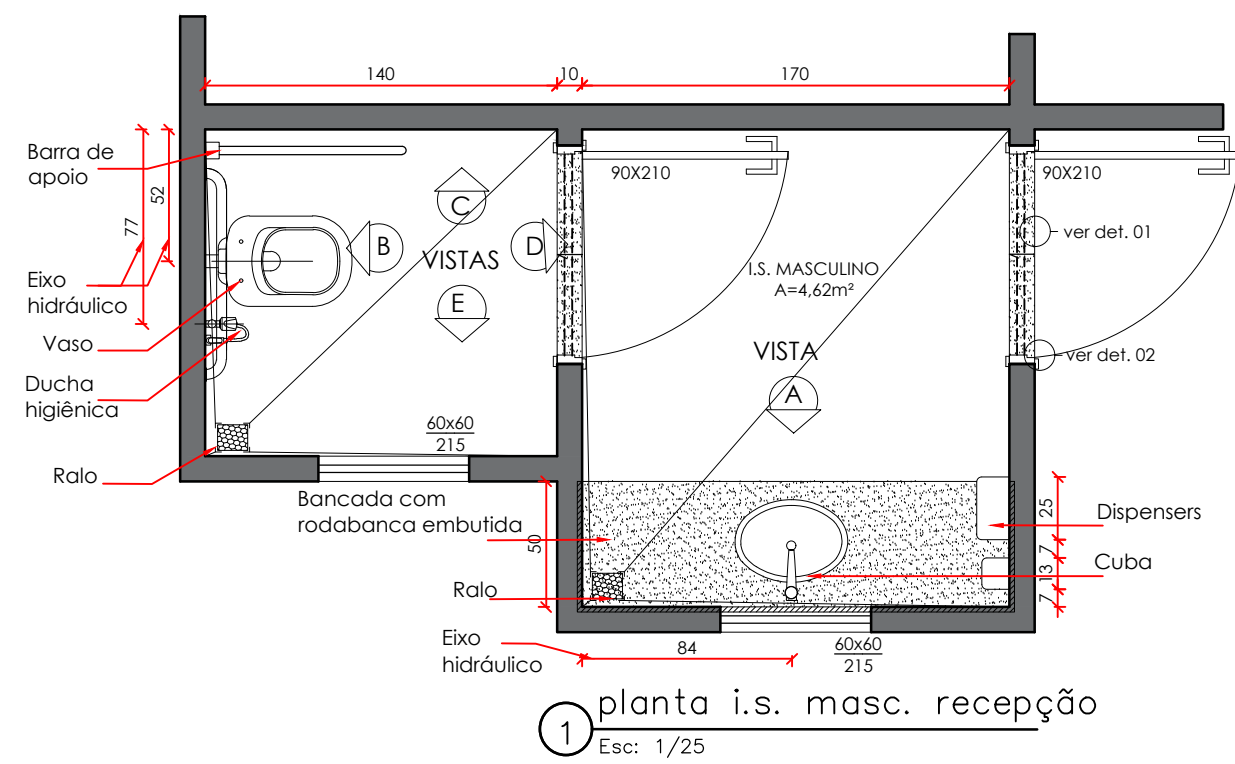 140
10
170
Barra de
apoio
52
77
90X210
90X210
C
B
VISTAS
D
ver det. 01
I.S. MASCULINO
A=4,62m²
Eixo
hidráulico
E
Vaso
VISTA
ver det. 02
Ducha
higiênica
A
60x60
215
Ralo
Bancada com
rodabanca embutida
50
25
Dispensers
7
13
Cuba
7
Ralo
Eixo
hidráulico
84
60x60
215
1
planta i.s. masc. recepção
Esc: 1/25